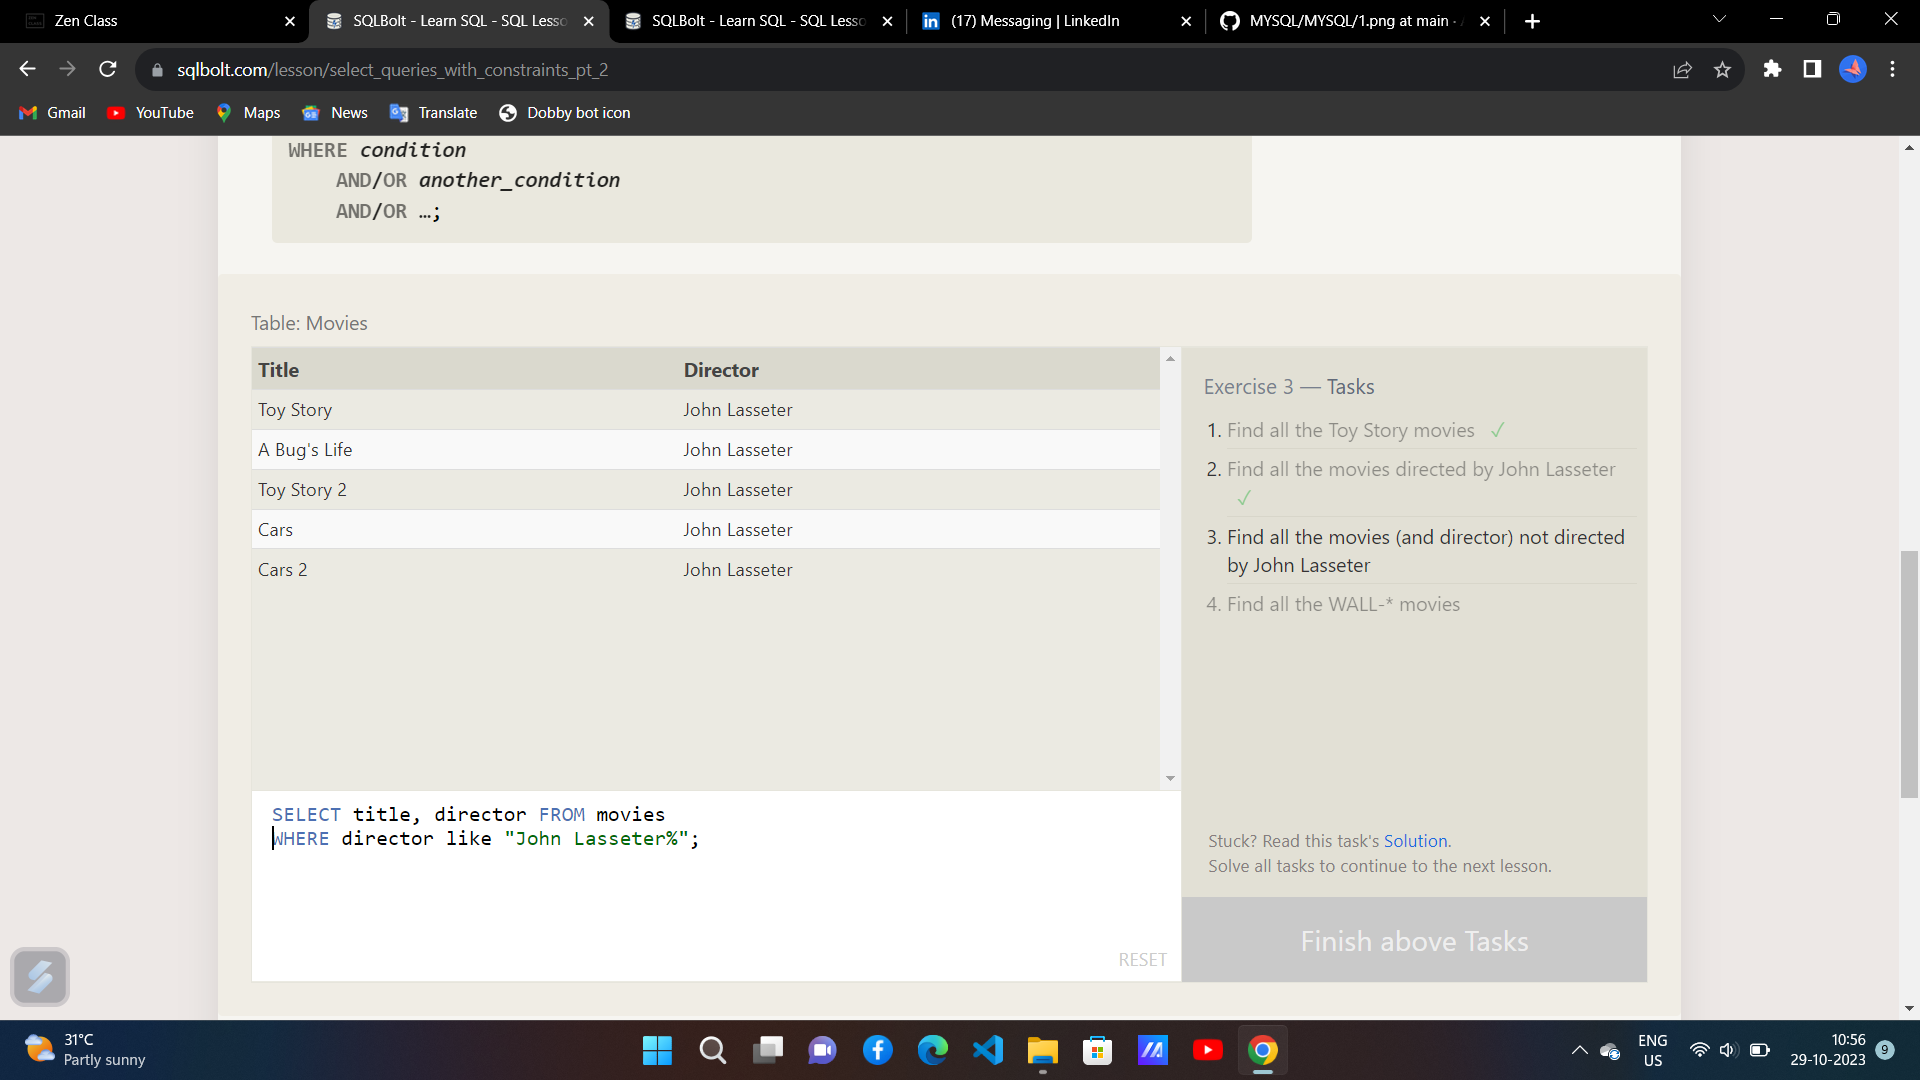 Zen Class
SQLBolt - Learn SQL - SQL Lesso
SQLBolt - Learn SQL - SQL Lesso
(17) Messaging | LinkedIn
MYSQL/MYSQL/1.png at main ·
sqlbolt.com/lesson/select_queries_with_constraints_pt_2
Gmail
YouTube
Maps
News
Translate
Dobby bot icon
WHERE condition
AND/OR another_condition
AND/OR …;
Table: Movies
Title Director
Toy Story John Lasseter
A Bug's Life John Lasseter
Toy Story 2 John Lasseter
Cars John Lasseter
Cars 2 John Lasseter
Exercise 3 — Tasks
1. Find all the Toy Story movies ✓
2. Find all the movies directed by John Lasseter
✓
3. Find all the movies (and director) not directed
by John Lasseter
4. Find all the WALL-* movies
SELECT title, director FROM movies
WHERE director like "John Lasseter%";
RESET
Stuck? Read this task's Solution.
Solve all tasks to continue to the next lesson.
Finish above Tasks
31°C
Partly sunny
ENG
US
10:56
29-10-2023
9